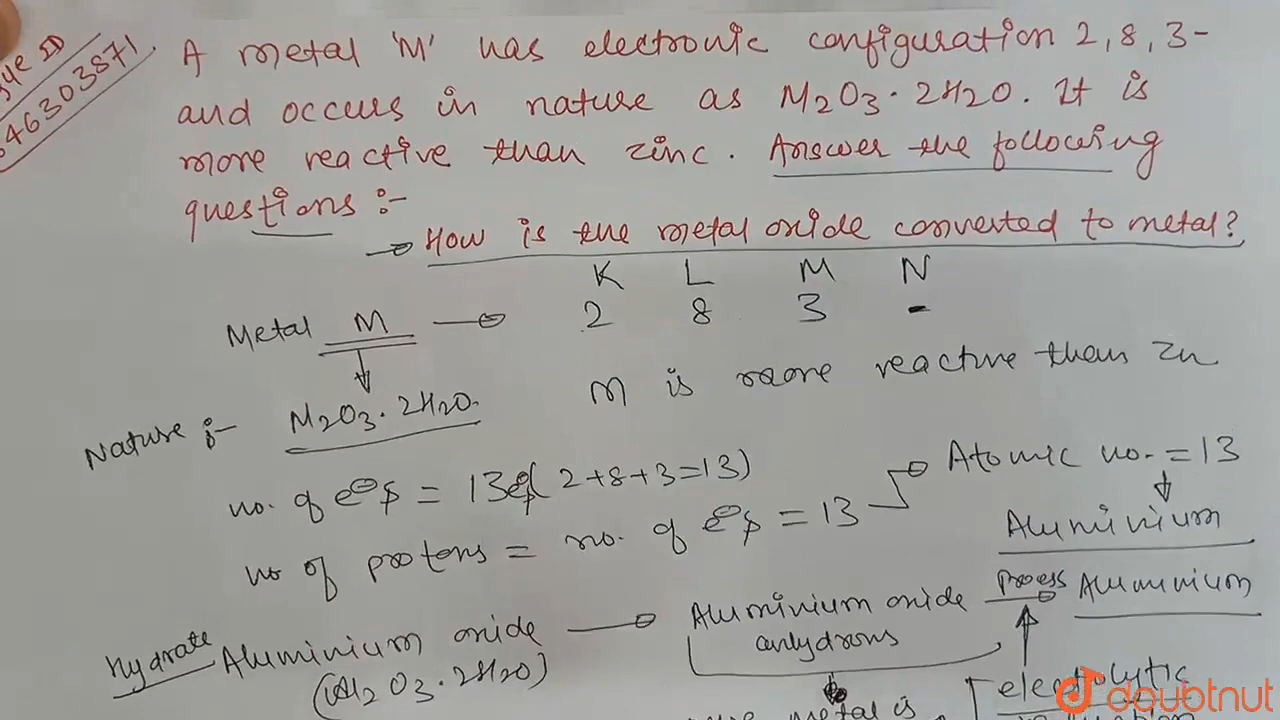 46303871
A metal 'M' has electronic configuration 2, 8, 3 -
and occurs in nature as M2O3·2H2O. It is
more reactive than zinc. Answer the following
questions :-
→ How is the metal oxide converted to metal?
K L M N
Metal M → 2 8 3 -
M is more reactive than Zn
Nature :- M2O3·2H2O.
no. of e⊖s = 13 (2+8+3=13)
Atomic no. = 13
no of protons = no. of e⊖s = 13
Aluminium
Hydrate Aluminium oxide → Aluminium oxide process Aluminium
anhydrous
(Al2O3·2H2O)
electrolytic
metal is
doubtnut